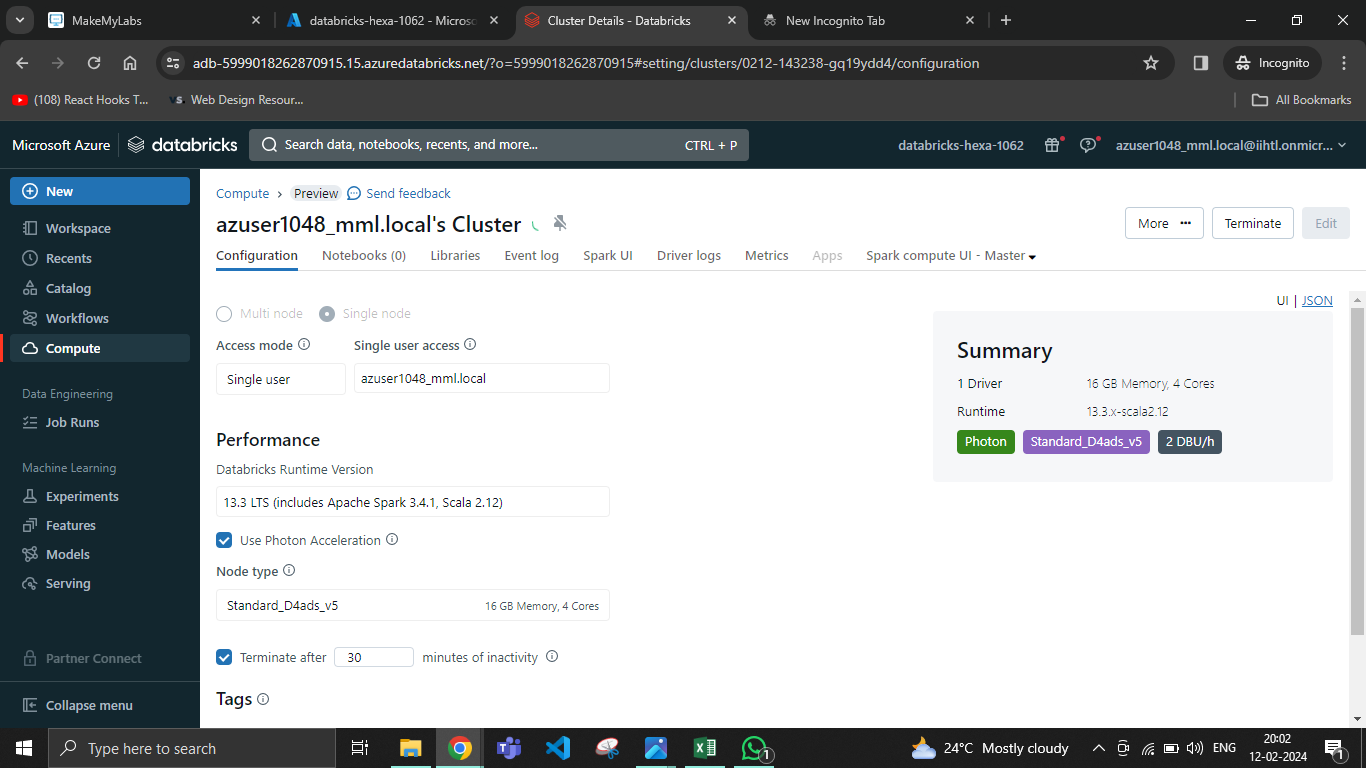 MakeMyLabs
databricks-hexa-1062 - Microsc
Cluster Details - Databricks
New Incognito Tab
adb-5999018262870915.15.azuredatabricks.net/?o=5999018262870915#setting/clusters/0212-143238-gq19ydd4/configuration
Incognito
(108) React Hooks T...
VS. Web Design Resour...
All Bookmarks
Microsoft Azure
databricks
Search data, notebooks, recents, and more...
CTRL + P
databricks-hexa-1062
azuser1048_mml.local@iihtl.onmicr...
New
Workspace
Recents
Catalog
Workflows
Compute
Data Engineering
Job Runs
Machine Learning
Experiments
Features
Models
Serving
Partner Connect
Collapse menu
Compute > Preview Send feedback
azuser1048_mml.local's Cluster
More ... Terminate Edit
Configuration Notebooks (0) Libraries Event log Spark UI Driver logs Metrics Apps Spark compute UI - Master
UI | JSON
Multi node Single node
Access mode Single user access
Single user azuser1048_mml.local
Performance
Databricks Runtime Version
13.3 LTS (includes Apache Spark 3.4.1, Scala 2.12)
Use Photon Acceleration
Node type
Standard_D4ads_v5 16 GB Memory, 4 Cores
Terminate after 30 minutes of inactivity
Tags
Summary
1 Driver 16 GB Memory, 4 Cores
Runtime 13.3.x-scala2.12
Photon Standard_D4ads_v5 2 DBU/h
Type here to search
1
24°C Mostly cloudy
ENG
20:02
12-02-2024
1